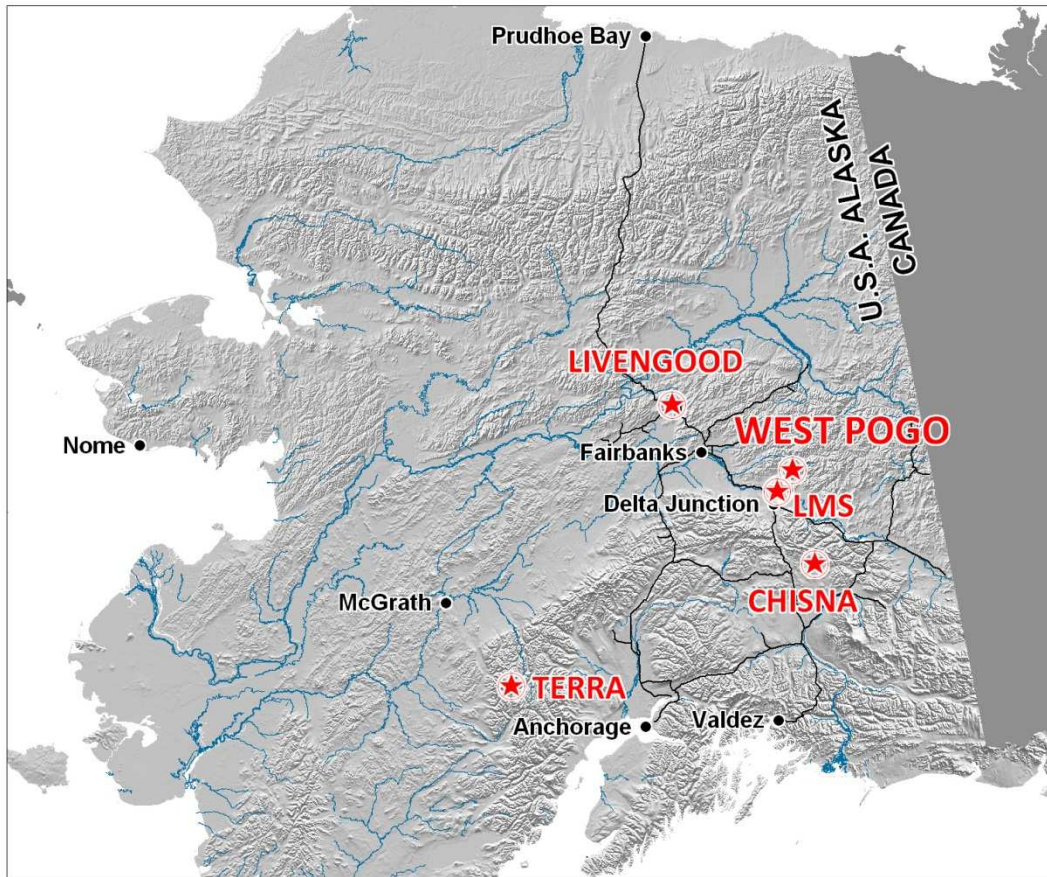 Prudhoe Bay
U.S.A. ALASKA
CANADA
LIVENGOOD
WEST POGO
Nome
Fairbanks
Delta Junction
LMS
McGrath
CHISNA
TERRA
Anchorage
Valdez